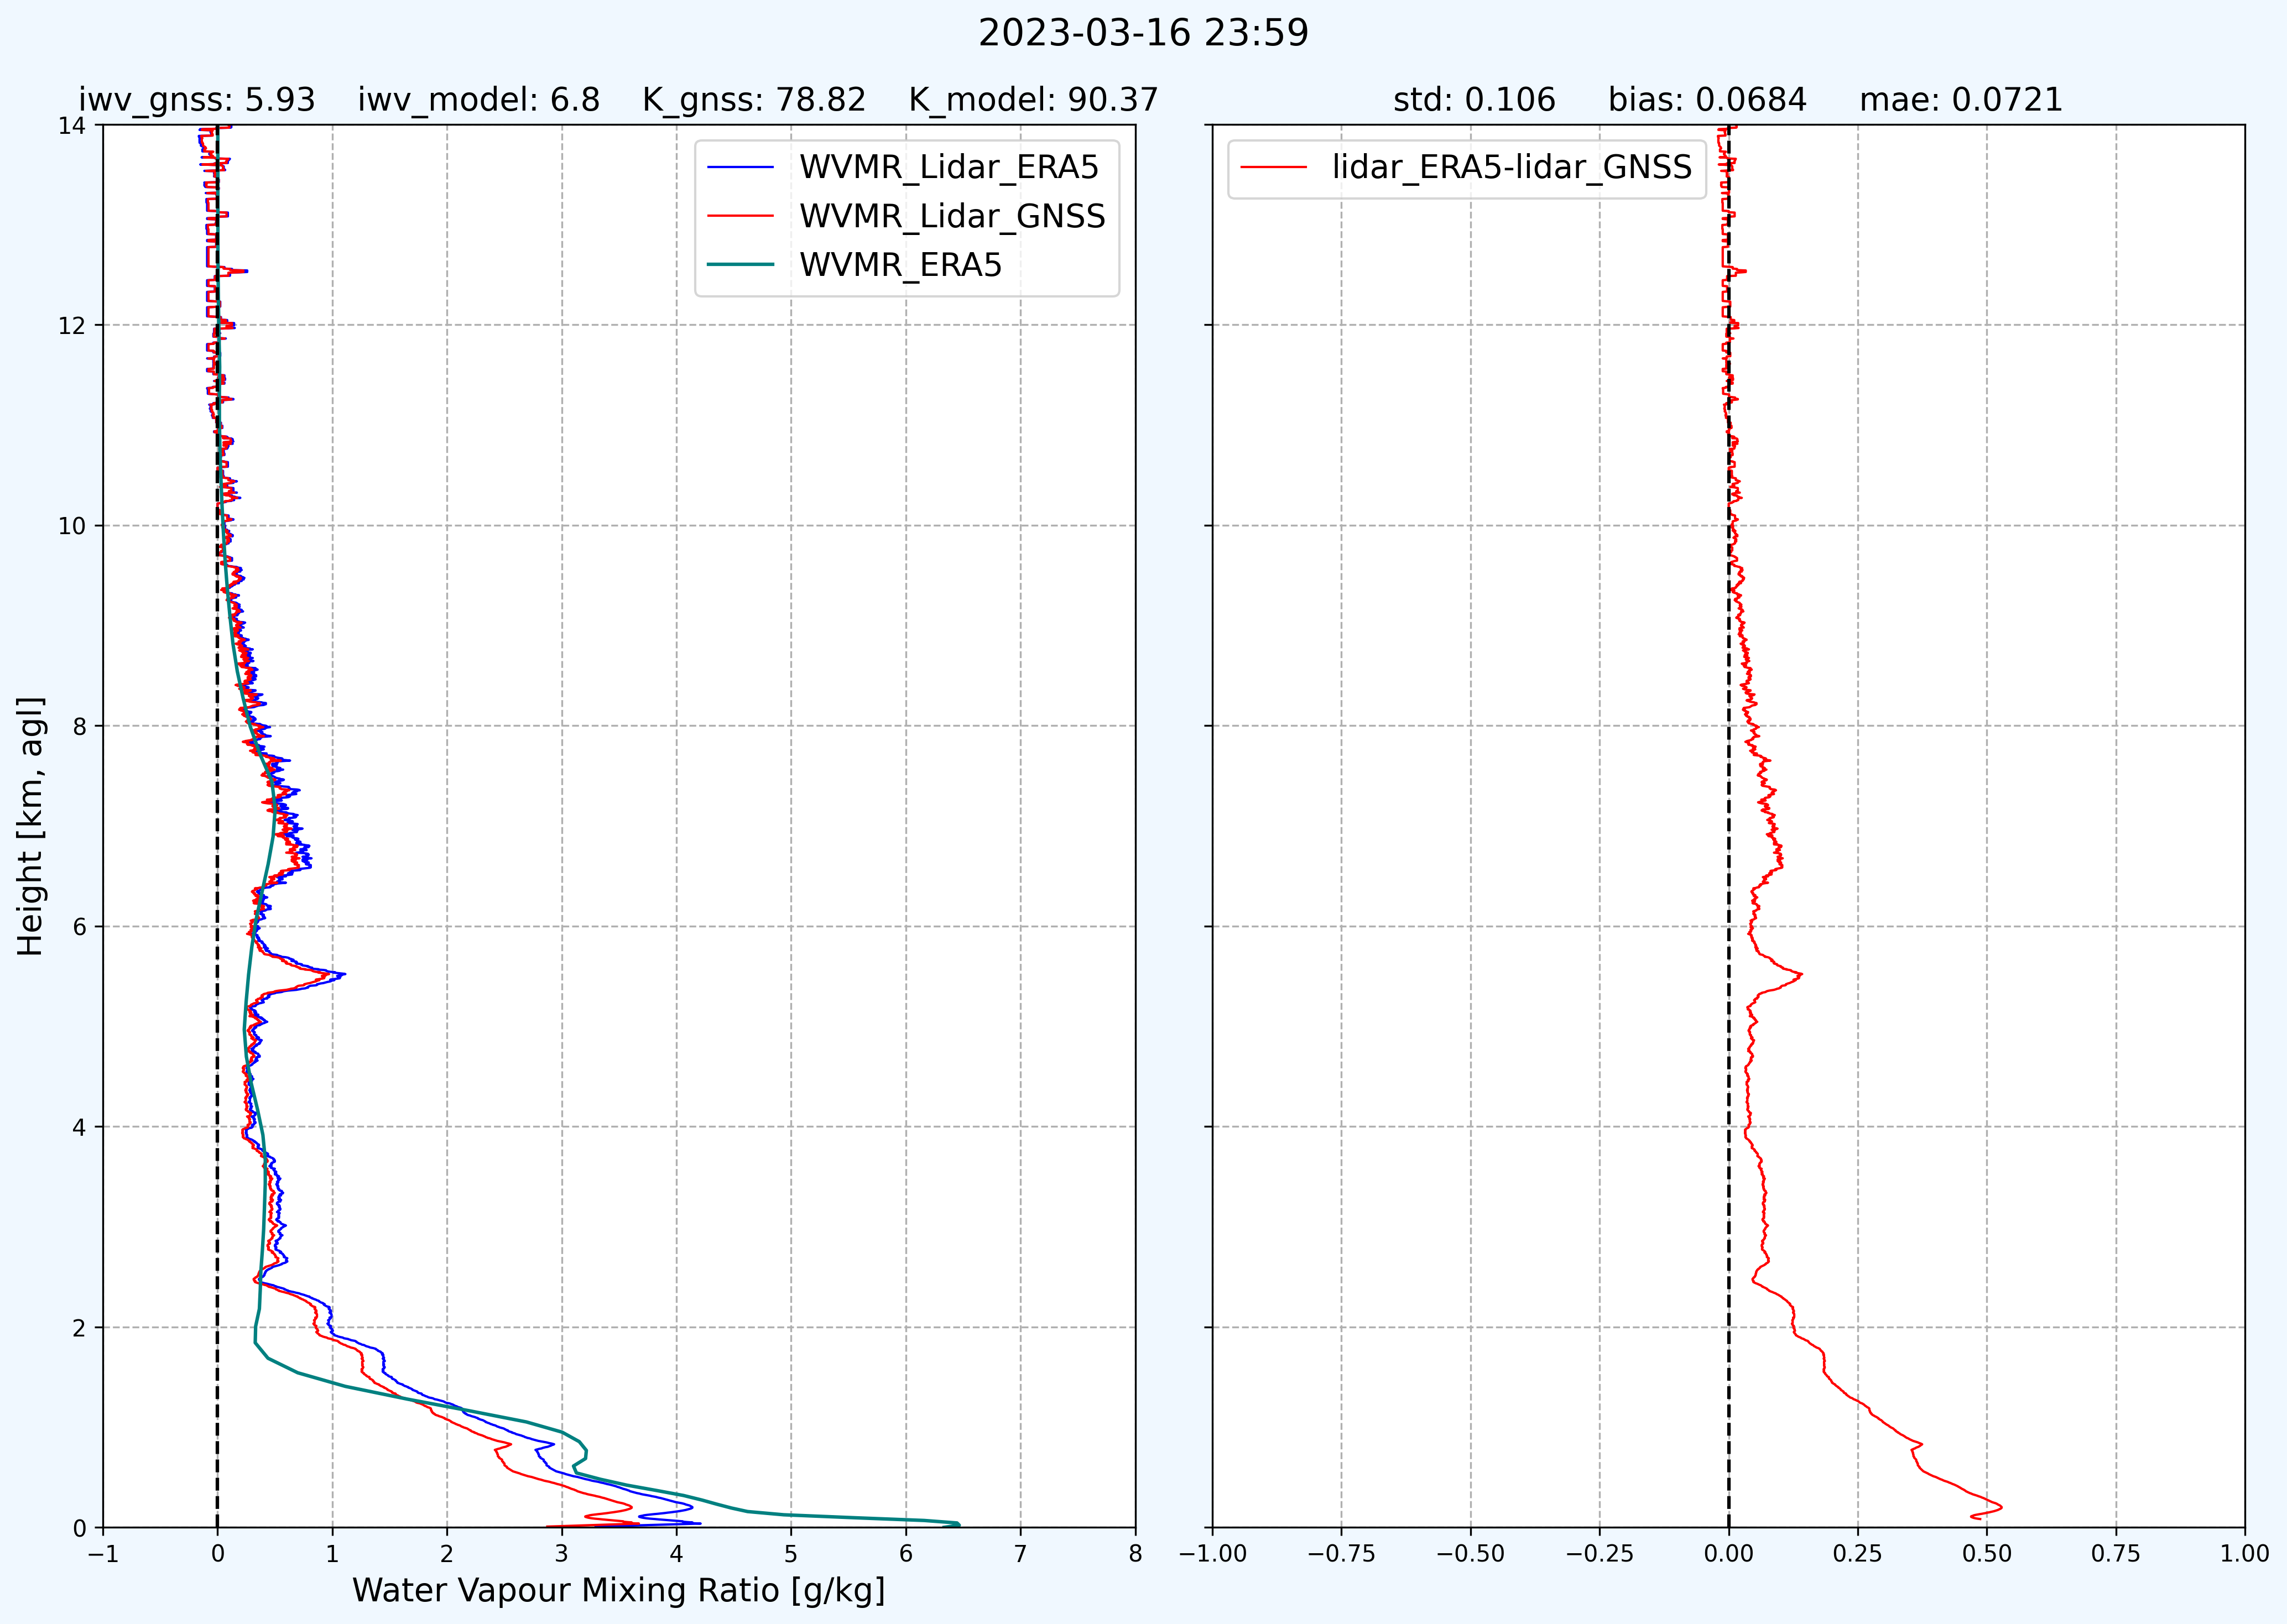 2023-03-16 23:59
iwv_gnss: 5.93 iwv_model: 6.8 K_gnss: 78.82 K_model: 90.37
std: 0.106 bias: 0.0684 mae: 0.0721
WVMR_Lidar_ERA5
WVMR_Lidar_GNSS
WVMR_ERA5
lidar_ERA5-lidar_GNSS
Height [km, agl]
14
12
10
8
6
4
2
0
−1 0 1 2 3 4 5 6 7 8
Water Vapour Mixing Ratio [g/kg]
−1.00 −0.75 −0.50 −0.25 0.00 0.25 0.50 0.75 1.00